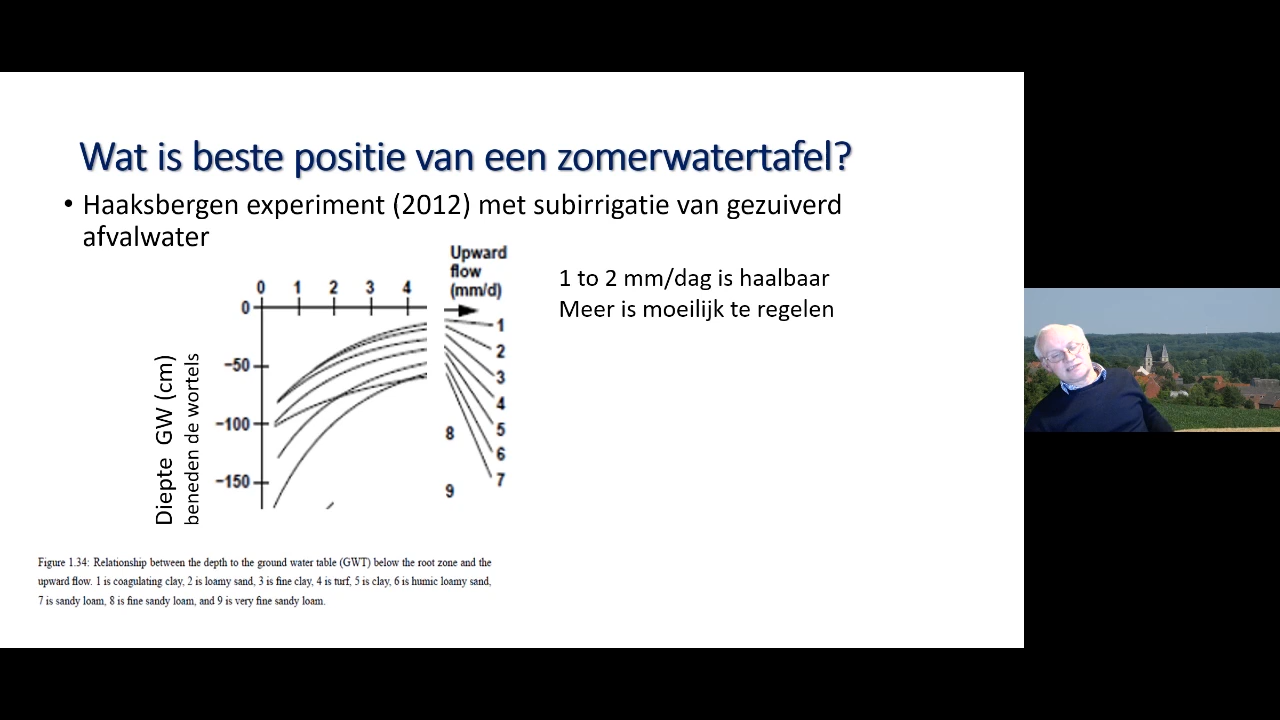 Wat is beste positie van een zomerwatertafel?
• Haaksbergen experiment (2012) met subirrigatie van gezuiverd
afvalwater
Upward
flow
(mm/d)
0 1 2 3 4
0
−50
−100
−150
1
2
3
4
5
6
7
8
9
Diepte GW (cm)
beneden de wortels
1 to 2 mm/dag is haalbaar
Meer is moeilijk te regelen
Figure 1.34: Relationship between the depth to the ground water table (GWT) below the root zone and the
upward flow. 1 is coagulating clay, 2 is loamy sand, 3 is fine clay, 4 is turf, 5 is clay, 6 is humic loamy sand,
7 is sandy loam, 8 is fine sandy loam, and 9 is very fine sandy loam.